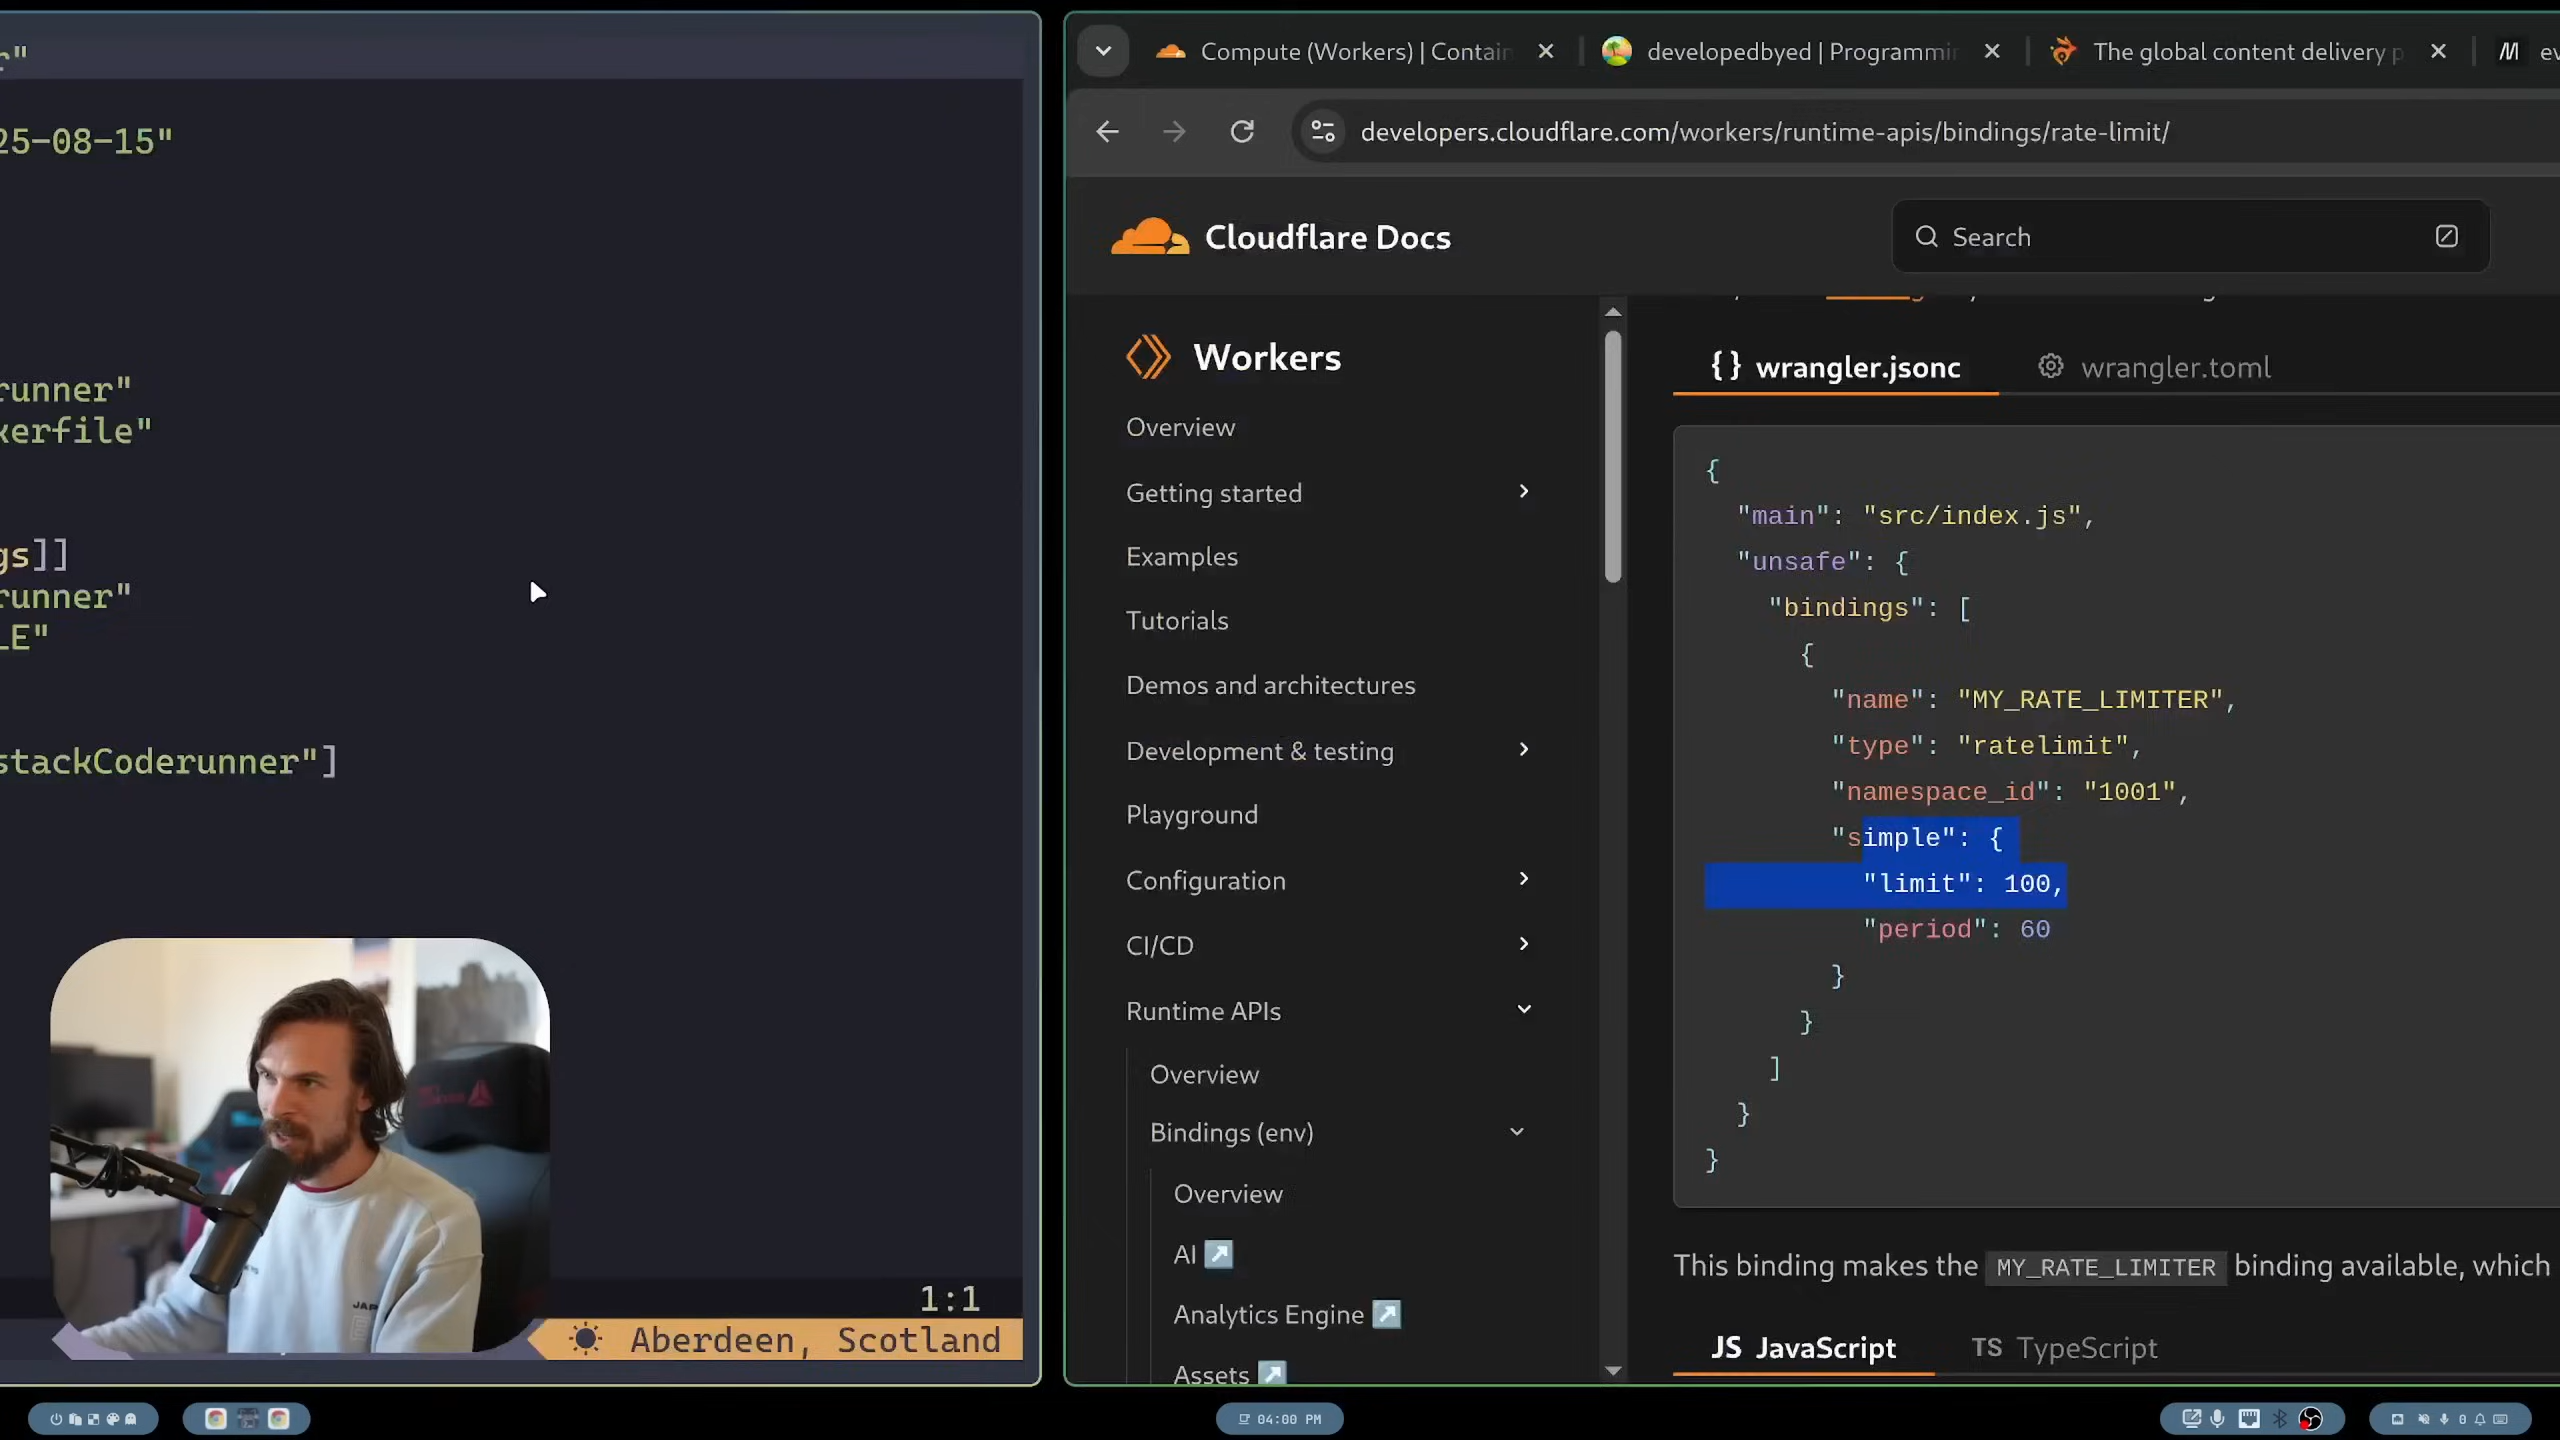 r"
25-08-15"
runner"
kerfile"
gs]]
runner"
LE"
stackCoderunner"]
1:1
Aberdeen, Scotland
Compute (Workers) | Contain
developedbyed | Programmin
The global content delivery p
ev
developers.cloudflare.com/workers/runtime-apis/bindings/rate-limit/
Cloudflare Docs
Search
Workers
Overview
Getting started
Examples
Tutorials
Demos and architectures
Development & testing
Playground
Configuration
CI/CD
Runtime APIs
Overview
Bindings (env)
Overview
AI
Analytics Engine
Assets
{} wrangler.jsonc
wrangler.toml
{
"main": "src/index.js",
"unsafe": {
"bindings": [
{
"name": "MY_RATE_LIMITER",
"type": "ratelimit",
"namespace_id": "1001",
"simple": {
"limit": 100,
"period": 60
}
}
]
}
}
This binding makes the MY_RATE_LIMITER binding available, which
JS JavaScript
TS TypeScript
04:00 PM
0